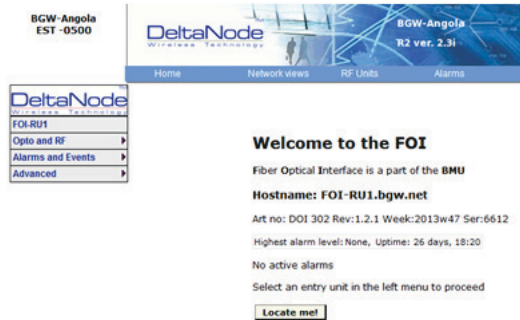 BGW-Angola
EST -0500
DeltaNode
Wireless Technology
BGW-Angola
R2 ver. 2.3i
Home Network views RF Units Alarms
DeltaNode
Wireless Technology
FOI-RU1
Opto and RF
Alarms and Events
Advanced
Welcome to the FOI
Fiber Optical Interface is a part of the BMU
Hostname: FOI-RU1.bgw.net
Art no: DOI 302 Rev:1.2.1 Week:2013w47 Ser:6612
Highest alarm level: None, Uptime: 26 days, 18:20
No active alarms
Select an entry unit in the left menu to proceed
Locate me!